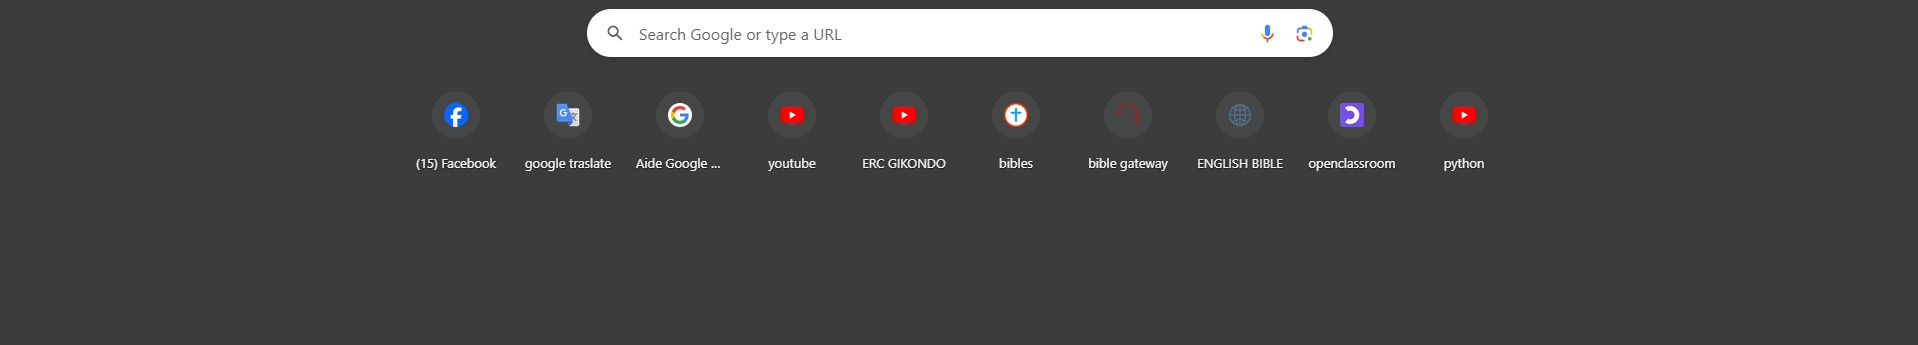 Search Google or type a URL
(15) Facebook
google traslate
Aide Google ...
youtube
ERC GIKONDO
bibles
bible gateway
ENGLISH BIBLE
openclassroom
python